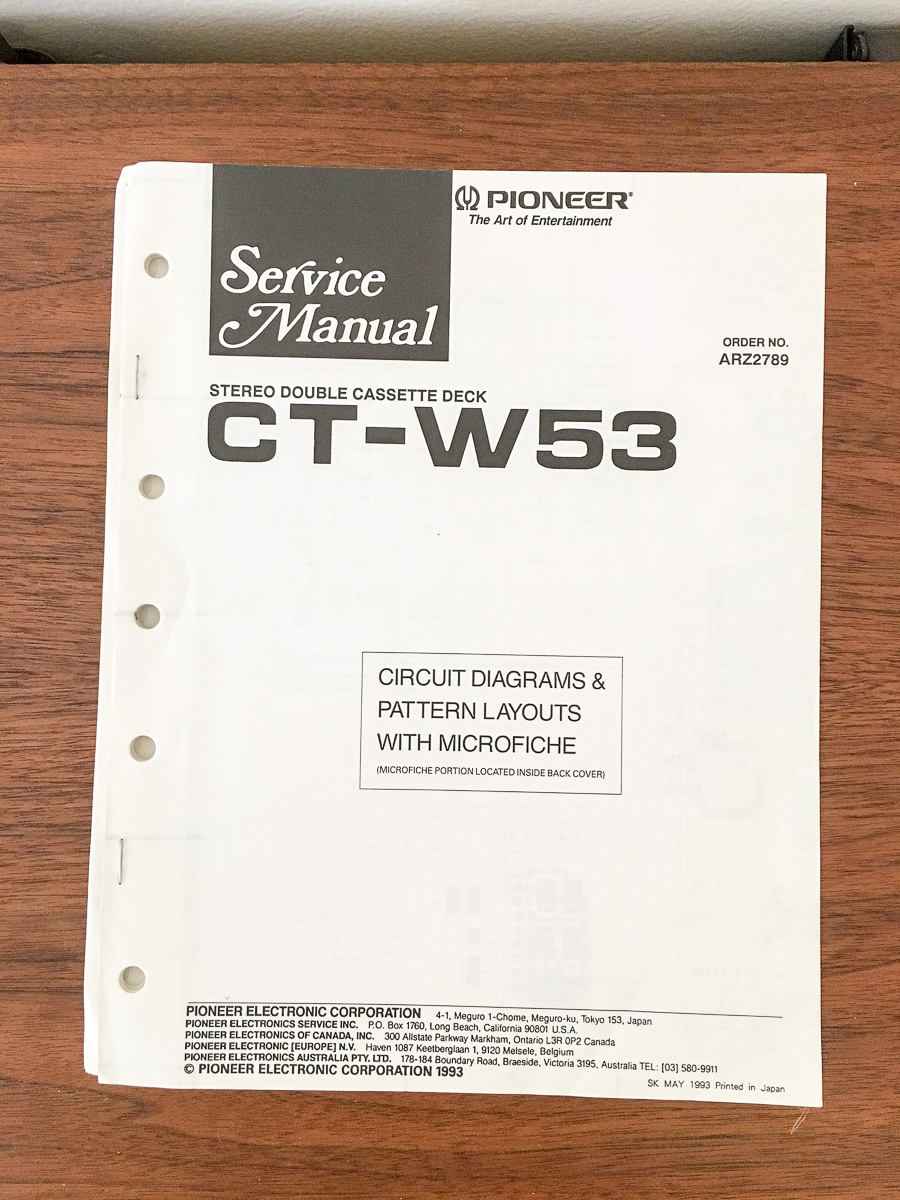 PIONEER®
The Art of Entertainment
Service
Manual
ORDER NO.
ARZ2789
STEREO DOUBLE CASSETTE DECK
CT-W53
CIRCUIT DIAGRAMS &
PATTERN LAYOUTS
WITH MICROFICHE
(MICROFICHE PORTION LOCATED INSIDE BACK COVER)
PIONEER ELECTRONIC CORPORATION 4-1, Meguro 1-Chome, Meguro-ku, Tokyo 153, Japan
PIONEER ELECTRONICS SERVICE INC. P.O. Box 1760, Long Beach, California 90801 U.S.A.
PIONEER ELECTRONICS OF CANADA, INC. 300 Allstate Parkway Markham, Ontario L3R 0P2 Canada
PIONEER ELECTRONIC [EUROPE] N.V. Haven 1087 Keetberglaan 1, 9120 Melsele, Belgium
PIONEER ELECTRONICS AUSTRALIA PTY. LTD. 178-184 Boundary Road, Braeside, Victoria 3195, Australia TEL: [03] 580-9911
© PIONEER ELECTRONIC CORPORATION 1993
SK MAY 1993 Printed in Japan